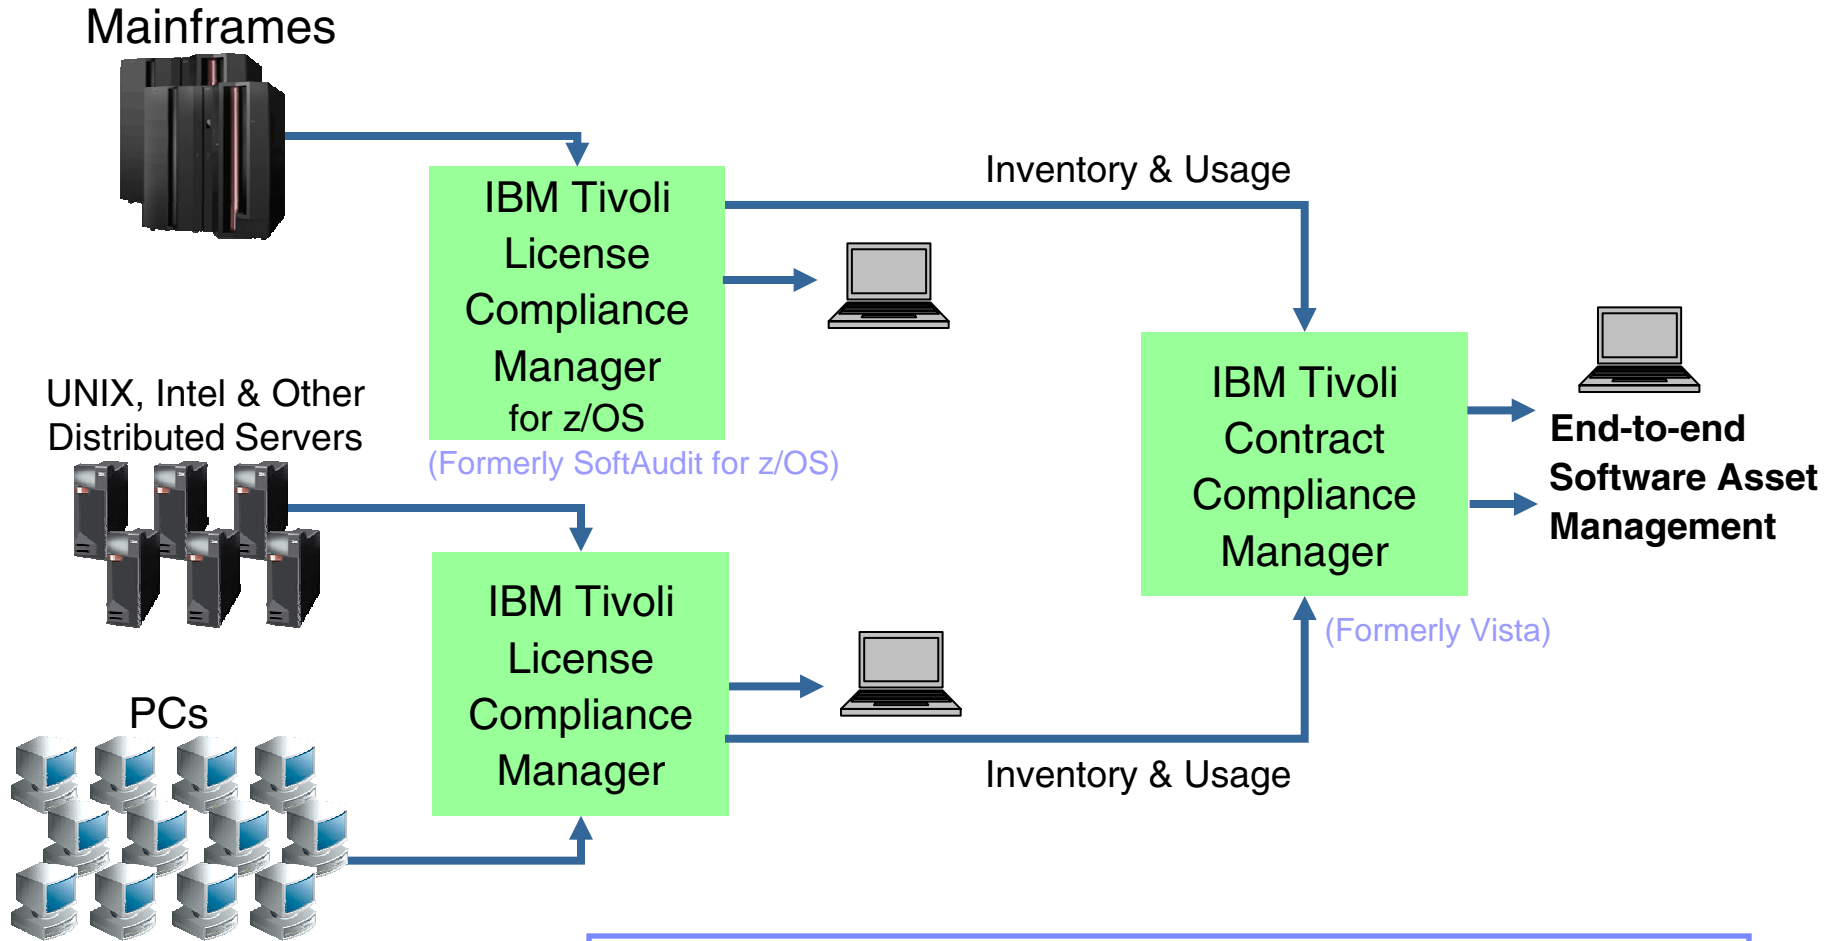 Mainframes
IBM Tivoli
License
Compliance
Manager
for z/OS
(Formerly SoftAudit for z/OS)
Inventory & Usage
UNIX, Intel & Other
Distributed Servers
IBM Tivoli
License
Compliance
Manager
PCs
Inventory & Usage
IBM Tivoli
Contract
Compliance
Manager
(Formerly Vista)
End-to-end
Software Asset
Management